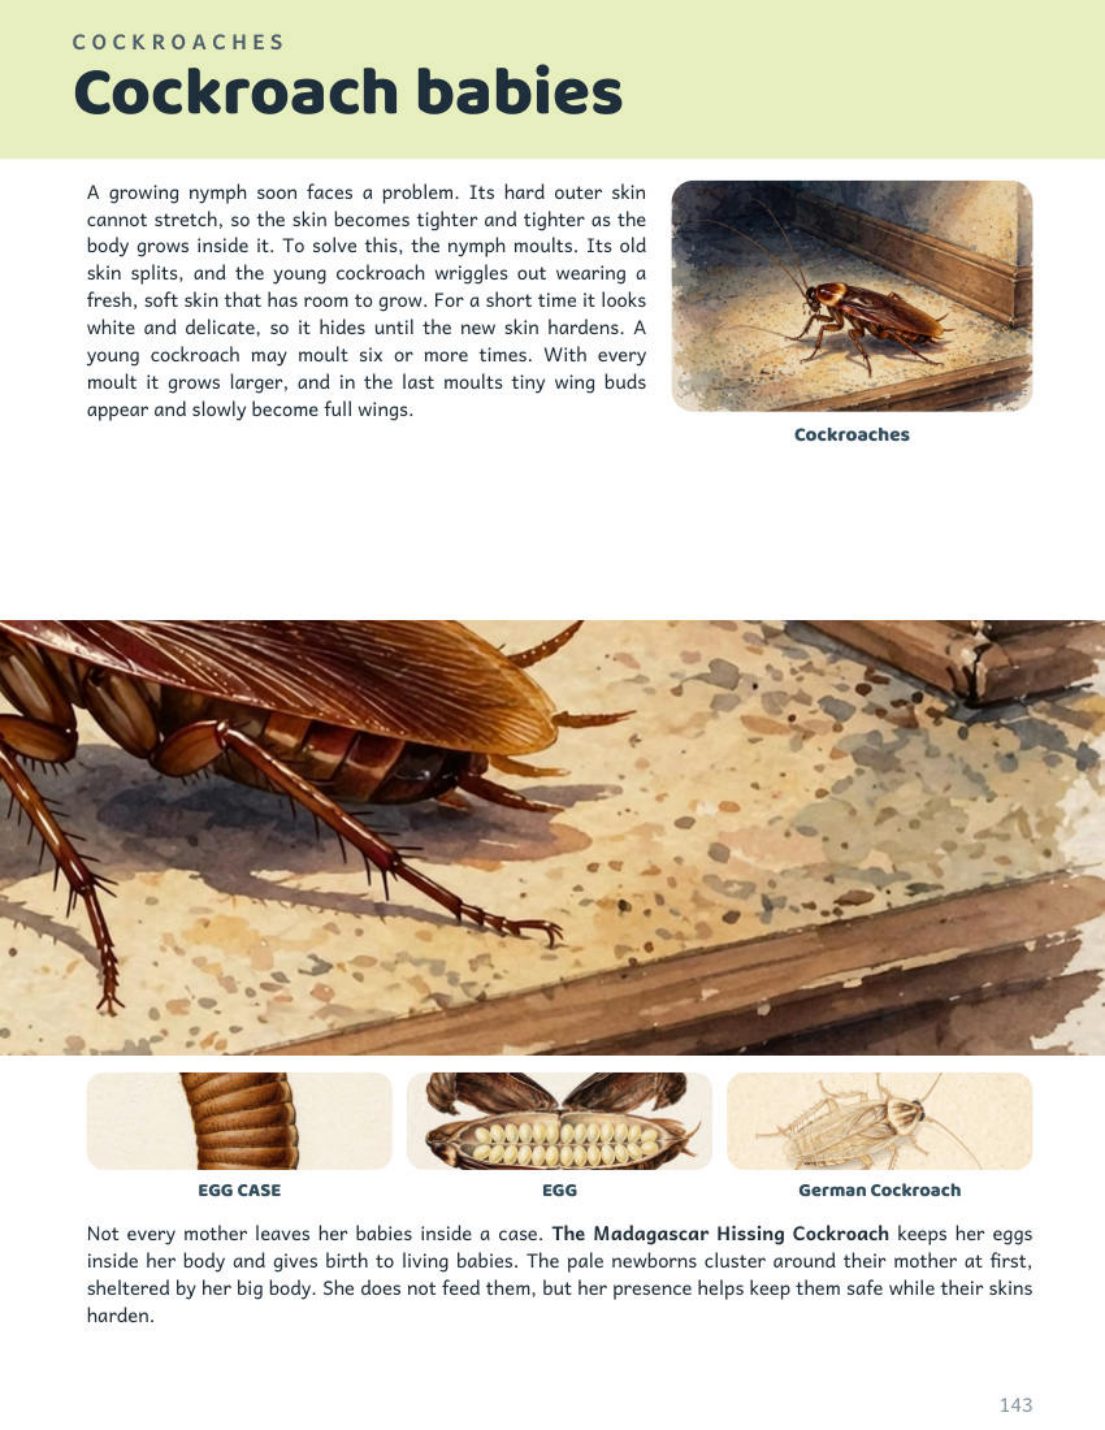 COCKROACHES
Cockroach babies
A growing nymph soon faces a problem. Its hard outer skin
cannot stretch, so the skin becomes tighter and tighter as the
body grows inside it. To solve this, the nymph moults. Its old
skin splits, and the young cockroach wriggles out wearing a
fresh, soft skin that has room to grow. For a short time it looks
white and delicate, so it hides until the new skin hardens. A
young cockroach may moult six or more times. With every
moult it grows larger, and in the last moults tiny wing buds
appear and slowly become full wings.
Cockroaches
EGG CASE
EGG
German Cockroach
Not every mother leaves her babies inside a case. The Madagascar Hissing Cockroach keeps her eggs
inside her body and gives birth to living babies. The pale newborns cluster around their mother at first,
sheltered by her big body. She does not feed them, but her presence helps keep them safe while their skins
harden.
143